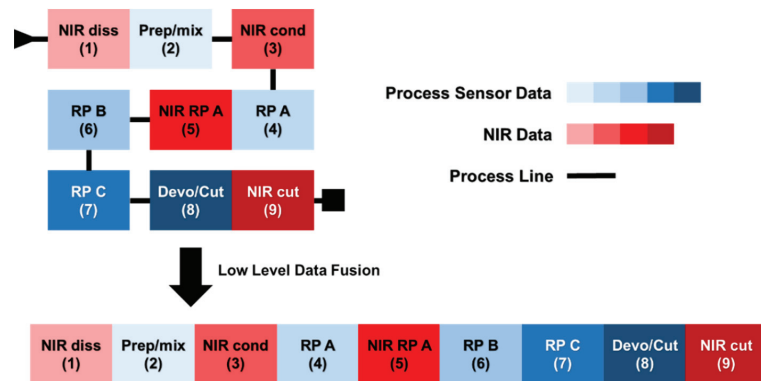 NIR diss
(1)
Prep/mix
(2)
NIR cond
(3)
RP B
(6)
NIR RP A
(5)
RP A
(4)
RP C
(7)
Devo/Cut
(8)
NIR cut
(9)
Process Sensor Data
NIR Data
Process Line
Low Level Data Fusion
NIR diss
(1)
Prep/mix
(2)
NIR cond
(3)
RP A
(4)
NIR RP A
(5)
RP B
(6)
RP C
(7)
Devo/Cut
(8)
NIR cut
(9)